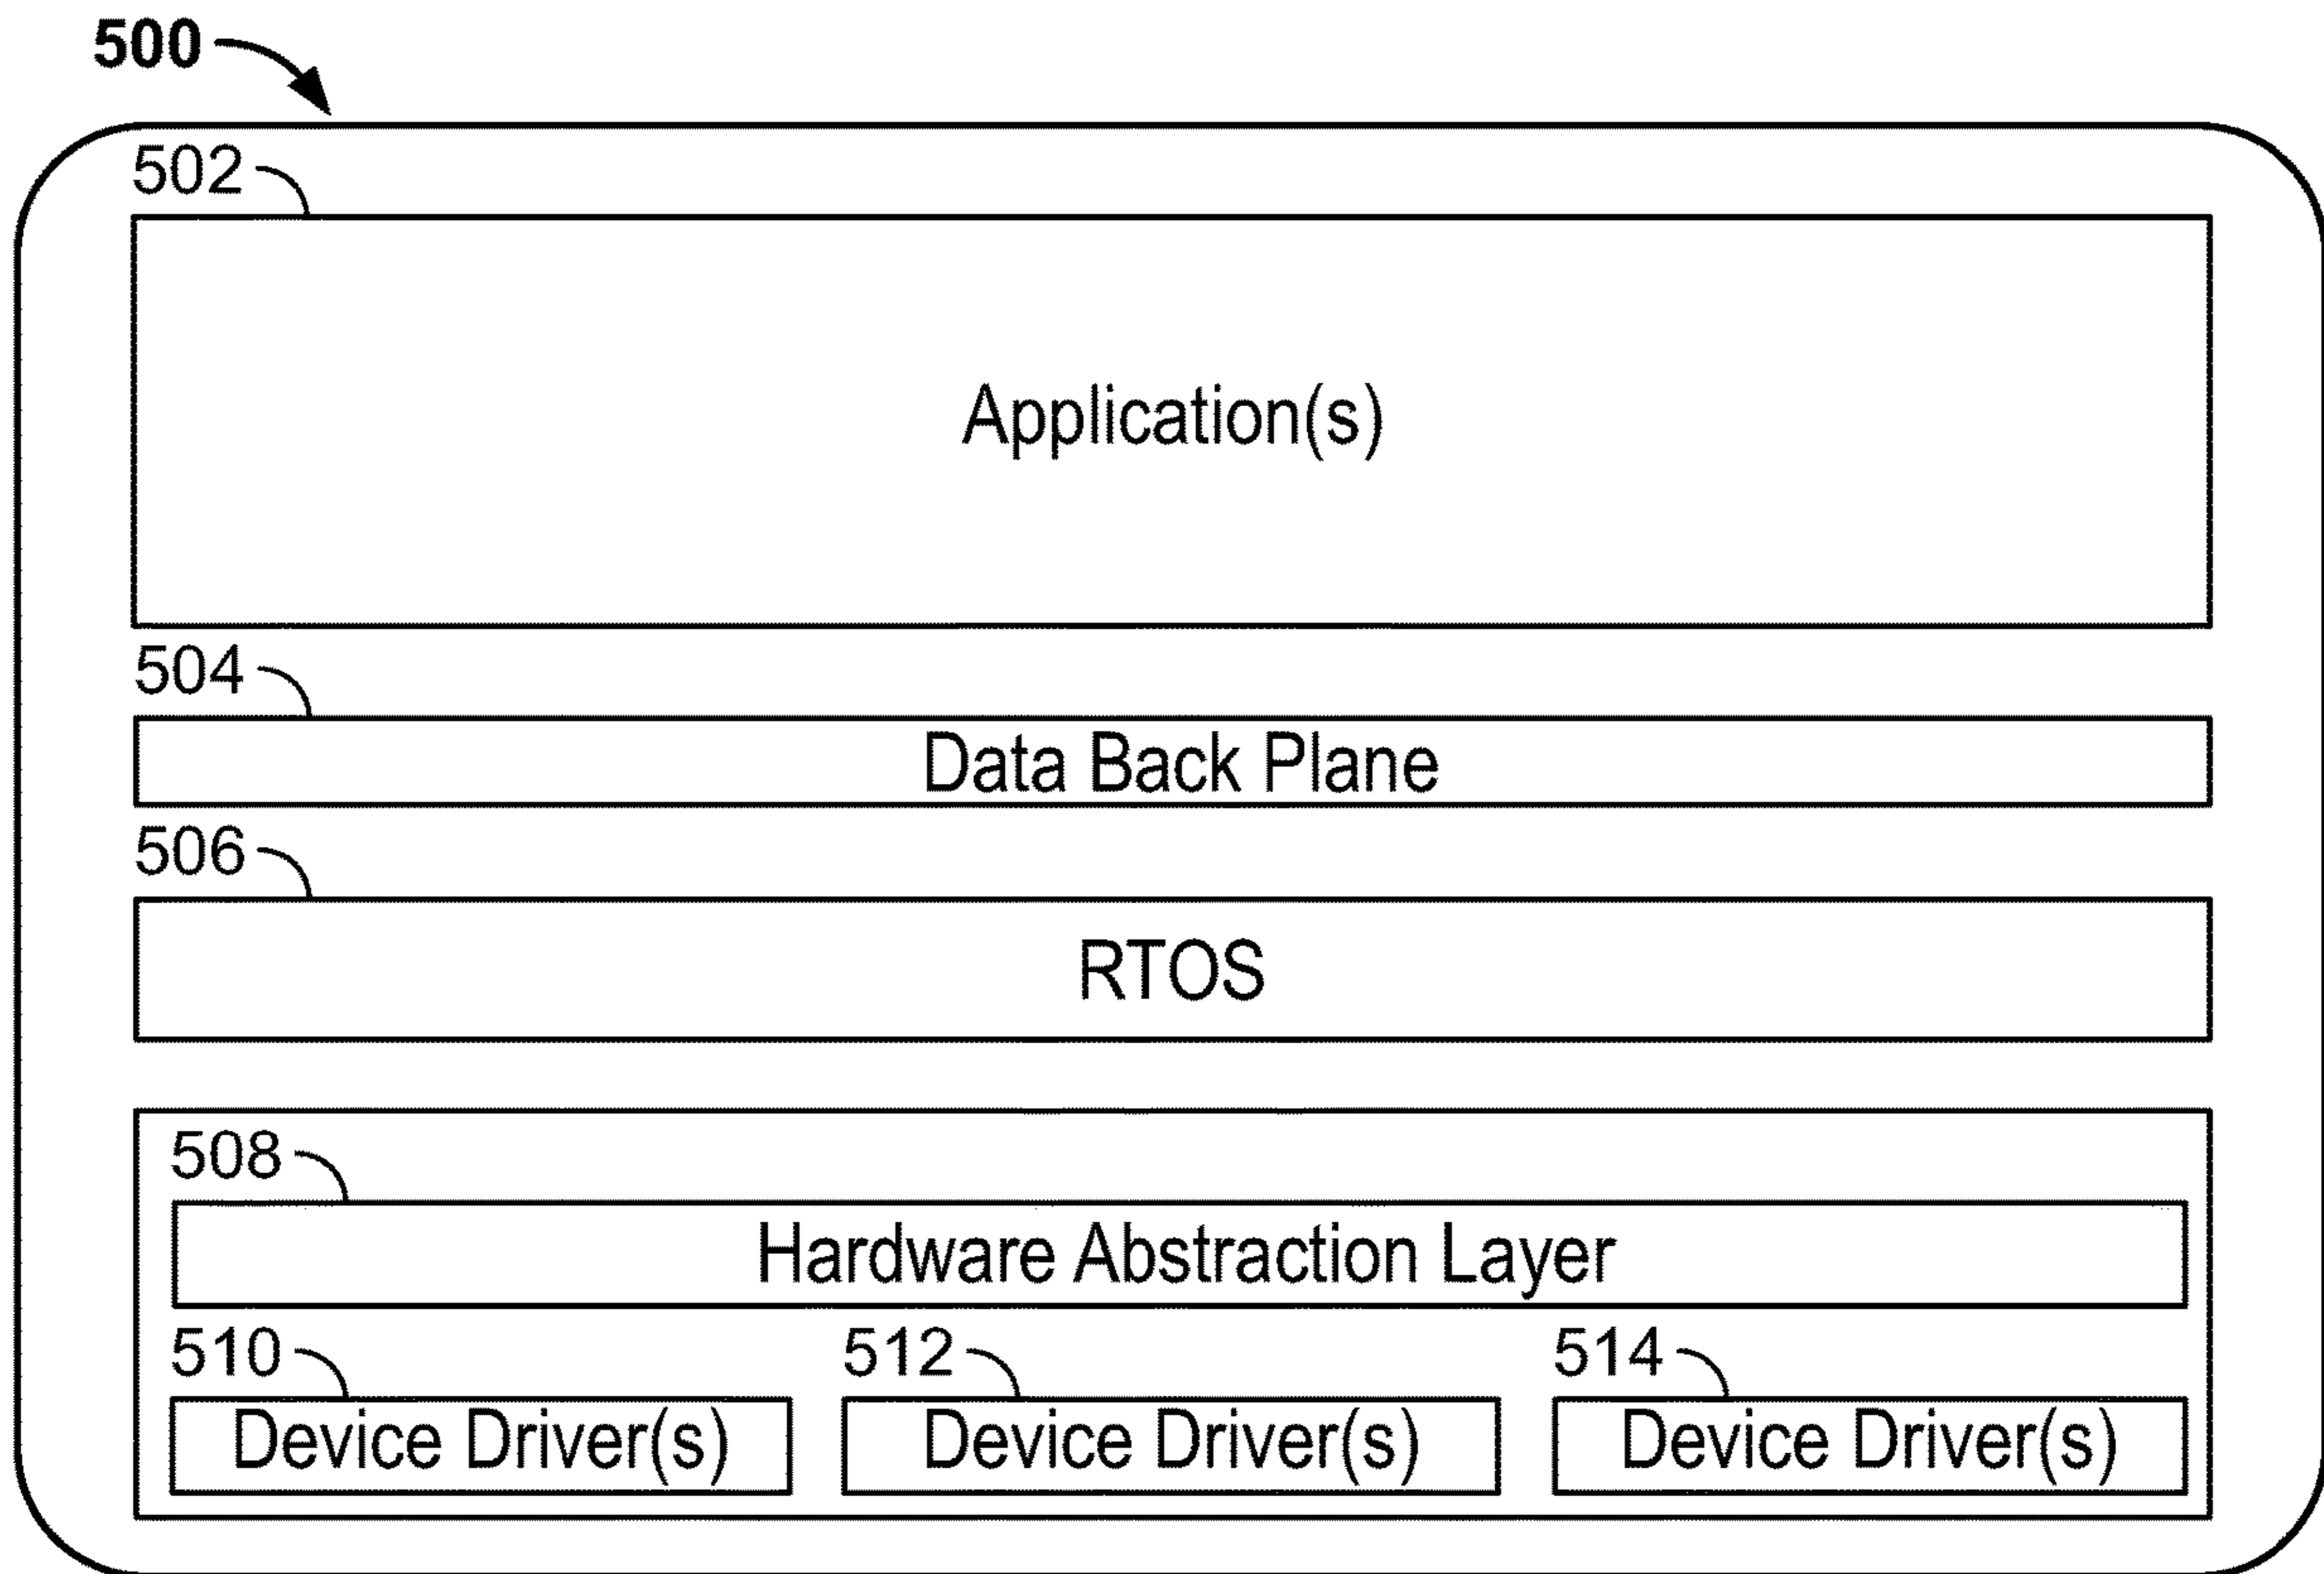 500
502
Application(s)
504
Data Back Plane
506
RTOS
508
Hardware Abstraction Layer
510 512 514
Device Driver(s) Device Driver(s) Device Driver(s)